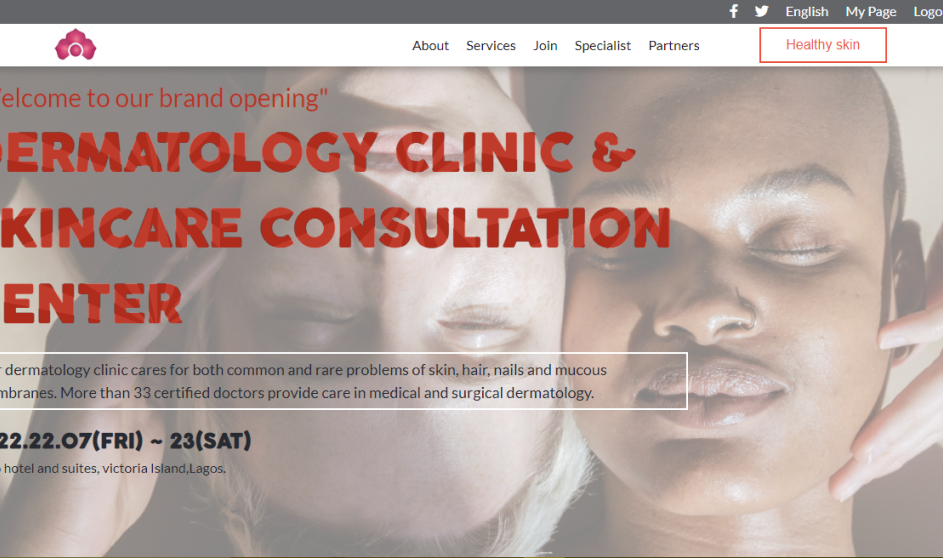 English My Page Logo
About Services Join Specialist Partners Healthy skin
elcome to our brand opening"
ERMATOLOGY CLINIC &
KINCARE CONSULTATION
ENTER
dermatology clinic cares for both common and rare problems of skin, hair, nails and mucous
mbranes. More than 33 certified doctors provide care in medical and surgical dermatology.
22.22.07(FRI) ~ 23(SAT)
hotel and suites, victoria Island,Lagos.